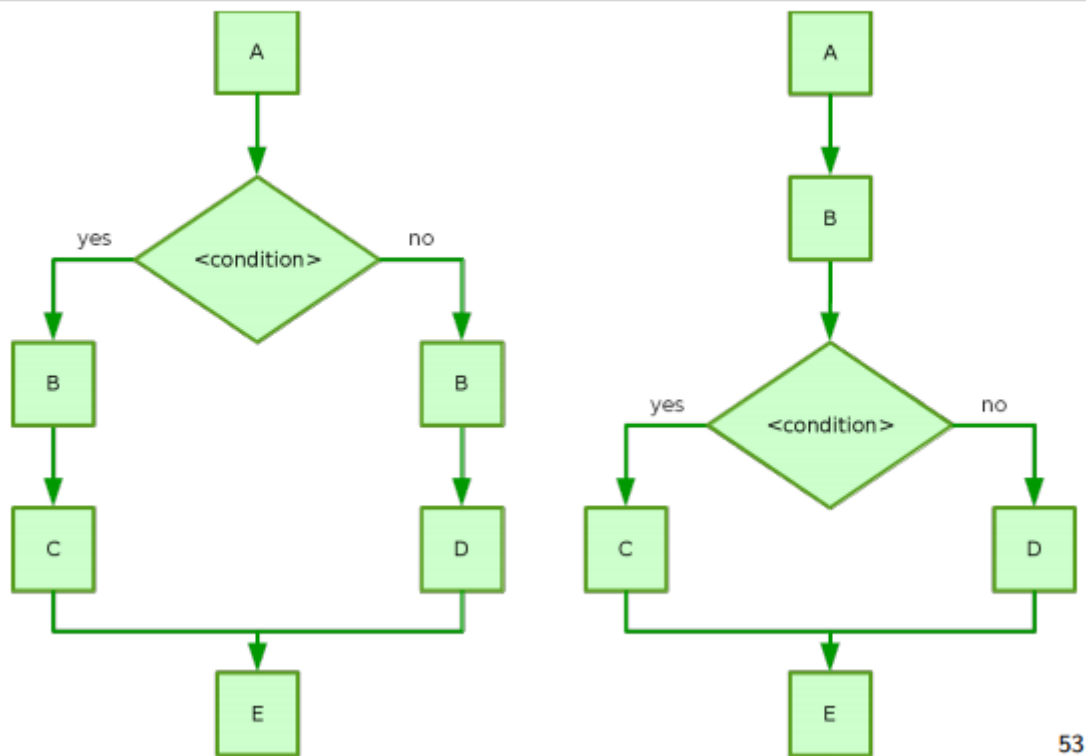 A
<condition>
yes
no
B
B
C
D
E
A
B
<condition>
yes
no
C
D
E
53